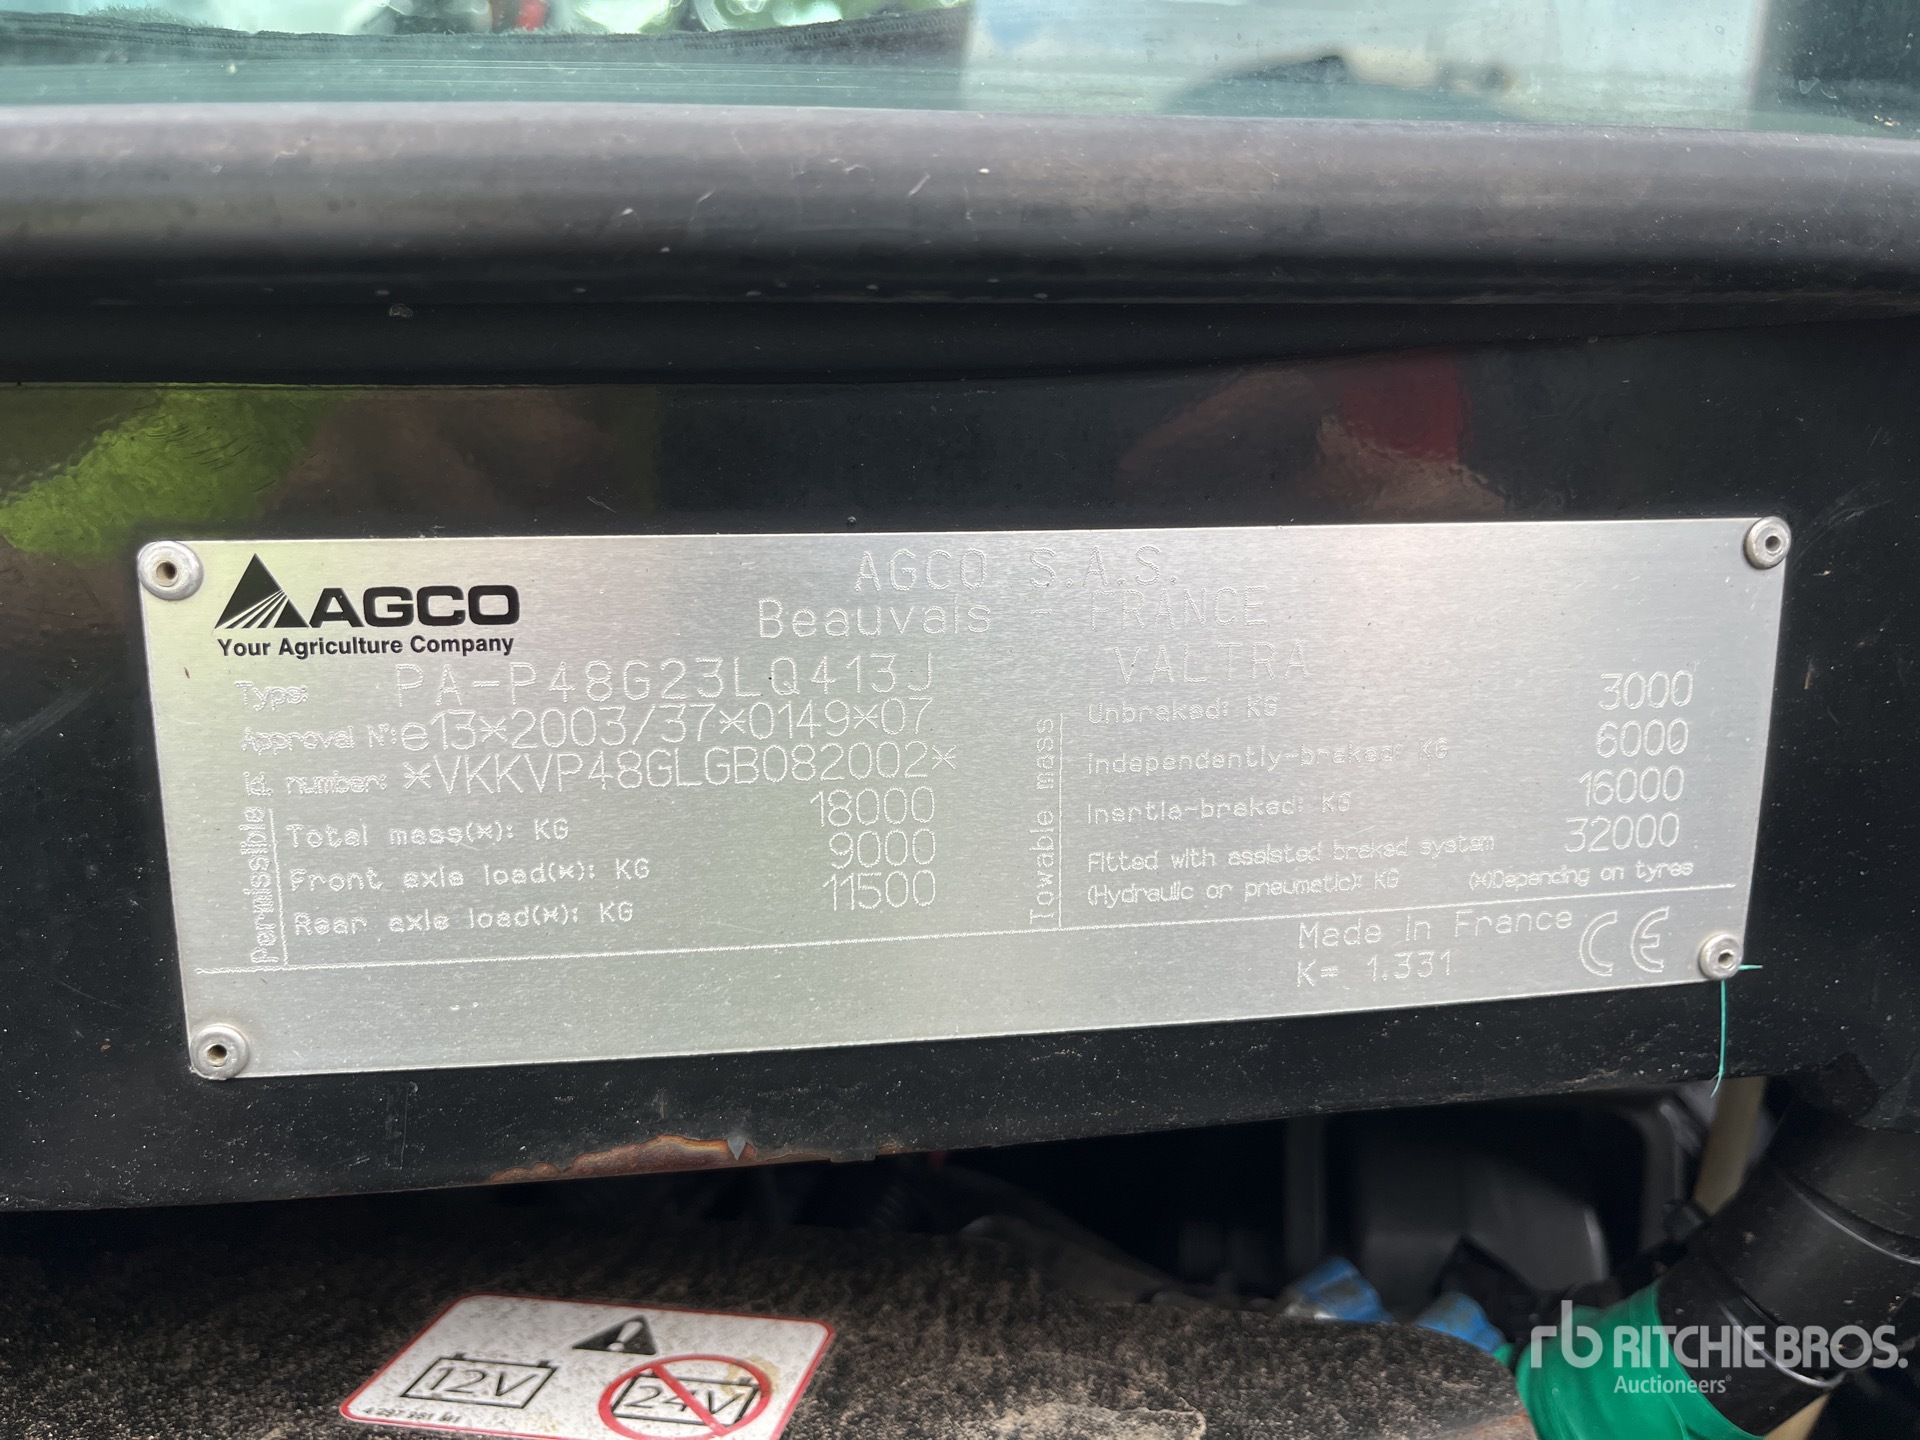 AGCO
Your Agriculture Company
AGCO S.A.S.
Beauvais - FRANCE
VALTRA
Type: PA-P48G23LQ413J
Approval N°: e13*2003/37*0149*07
id. number: *VKKVP48GLGB082002*
Permissible
Total mass(*): KG 18000
Front axle load(*): KG 9000
Rear axle load(*): KG 11500
Towable mass
Unbraked: KG 3000
Independently-braked: KG 6000
Inertia-braked: KG 16000
Fitted with assisted braked system 32000
(Hydraulic or pneumatic): KG (*)Depending on tyres
Made in France
K= 1.331
CE
12V
24V
rb RITCHIE BROS.
Auctioneers